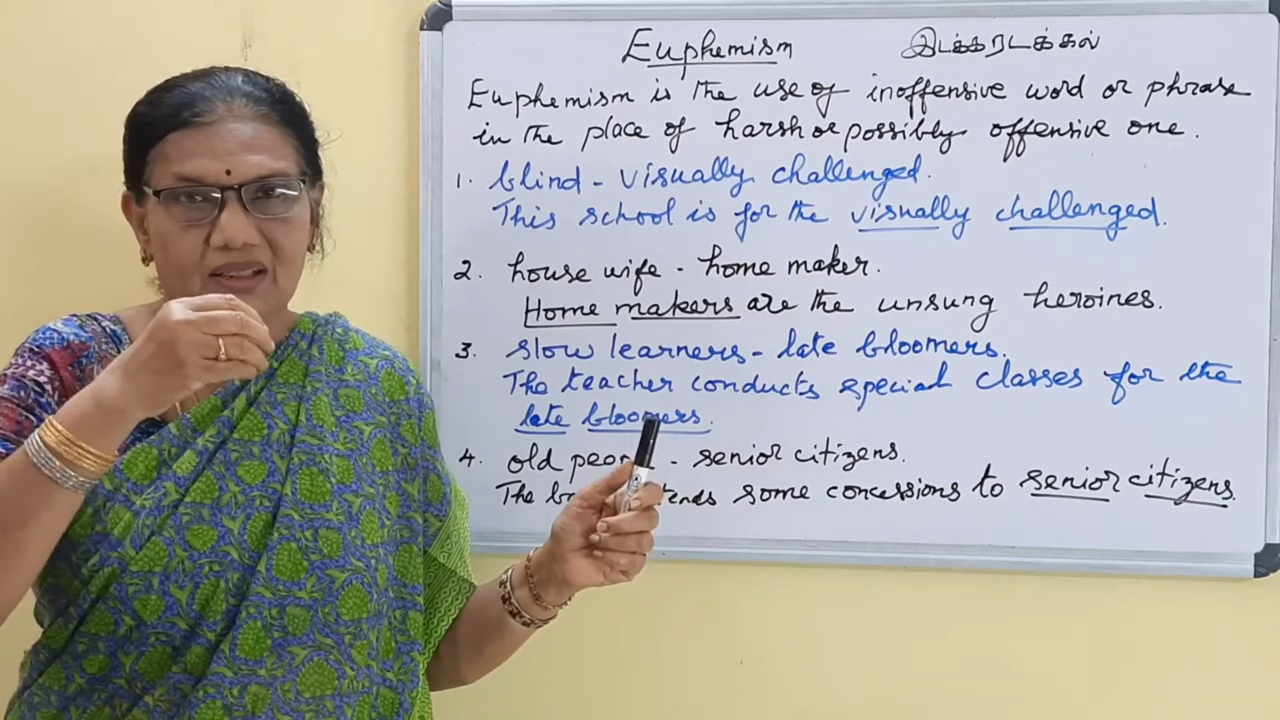 Euphemism இடக்கரடக்கல்
Euphemism is the use of inoffensive word or phrase
in the place of harsh or possibly offensive one.
1. blind - visually challenged.
This school is for the visually challenged.
2. house wife - home maker.
Home makers are the unsung heroines.
3. slow learners - late bloomers.
The teacher conducts special classes for the
late bloomers.
4. old - senior citizens.
The some concessions to senior citizens.